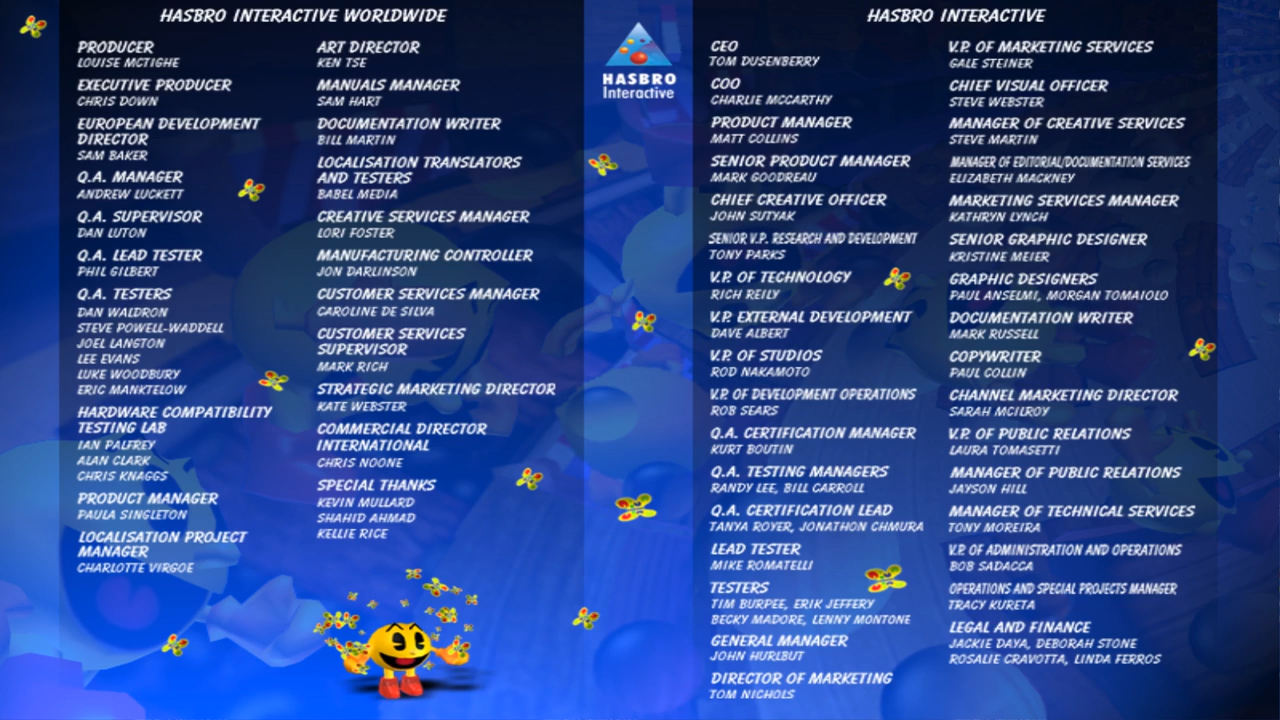 HASBRO INTERACTIVE WORLDWIDE
PRODUCER
LOUISE MCTIGHE
EXECUTIVE PRODUCER
CHRIS DOWN
EUROPEAN DEVELOPMENT
DIRECTOR
SAM BAKER
Q.A. MANAGER
ANDREW LUCKETT
Q.A. SUPERVISOR
DAN LUTON
Q.A. LEAD TESTER
PHIL GILBERT
Q.A. TESTERS
DAN WALDRON
STEVE POWELL-WADDELL
JOEL LANGTON
LEE EVANS
LUKE WOODBURY
ERIC MANKTELOW
HARDWARE COMPATIBILITY
TESTING LAB
IAN PALFREY
ALAN CLARK
CHRIS KNAGGS
PRODUCT MANAGER
PAULA SINGLETON
LOCALISATION PROJECT
MANAGER
CHARLOTTE VIRGOE
ART DIRECTOR
KEN TSE
MANUALS MANAGER
SAM HART
DOCUMENTATION WRITER
BILL MARTIN
LOCALISATION TRANSLATORS
AND TESTERS
BABEL MEDIA
CREATIVE SERVICES MANAGER
LORI FOSTER
MANUFACTURING CONTROLLER
JON DARLINSON
CUSTOMER SERVICES MANAGER
CAROLINE DE SILVA
CUSTOMER SERVICES
SUPERVISOR
MARK RICH
STRATEGIC MARKETING DIRECTOR
KATE WEBSTER
COMMERCIAL DIRECTOR
INTERNATIONAL
CHRIS NOONE
SPECIAL THANKS
KEVIN MULLARD
SHAHID AHMAD
KELLIE RICE
HASBRO
Interactive
HASBRO INTERACTIVE
CEO
TOM DUSENBERRY
COO
CHARLIE MCCARTHY
PRODUCT MANAGER
MATT COLLINS
SENIOR PRODUCT MANAGER
MARK GOODREAU
CHIEF CREATIVE OFFICER
JOHN SUTYAK
SENIOR V.P. RESEARCH AND DEVELOPMENT
TONY PARKS
V.P. OF TECHNOLOGY
RICH REILY
V.P. EXTERNAL DEVELOPMENT
DAVE ALBERT
V.P. OF STUDIOS
ROD NAKAMOTO
V.P. OF DEVELOPMENT OPERATIONS
ROB SEARS
Q.A. CERTIFICATION MANAGER
KURT BOUTIN
Q.A. TESTING MANAGERS
RANDY LEE, BILL CARROLL
Q.A. CERTIFICATION LEAD
TANYA ROYER, JONATHON CHMURA
LEAD TESTER
MIKE ROMATELLI
TESTERS
TIM BURPEE, ERIK JEFFERY
BECKY MADORE, LENNY MONTONE
GENERAL MANAGER
JOHN HURLBUT
DIRECTOR OF MARKETING
TOM NICHOLS
V.P. OF MARKETING SERVICES
GALE STEINER
CHIEF VISUAL OFFICER
STEVE WEBSTER
MANAGER OF CREATIVE SERVICES
STEVE MARTIN
MANAGER OF EDITORIAL/DOCUMENTATION SERVICES
ELIZABETH MACKNEY
MARKETING SERVICES MANAGER
KATHRYN LYNCH
SENIOR GRAPHIC DESIGNER
KRISTINE MEIER
GRAPHIC DESIGNERS
PAUL ANSELMI, MORGAN TOMAIOLO
DOCUMENTATION WRITER
MARK RUSSELL
COPYWRITER
PAUL COLLIN
CHANNEL MARKETING DIRECTOR
SARAH MCILROY
V.P. OF PUBLIC RELATIONS
LAURA TOMASETTI
MANAGER OF PUBLIC RELATIONS
JAYSON HILL
MANAGER OF TECHNICAL SERVICES
TONY MOREIRA
V.P. OF ADMINISTRATION AND OPERATIONS
BOB SADACCA
OPERATIONS AND SPECIAL PROJECTS MANAGER
TRACY KURETA
LEGAL AND FINANCE
JACKIE DAYA, DEBORAH STONE
ROSALIE CRAVOTTA, LINDA FERROS